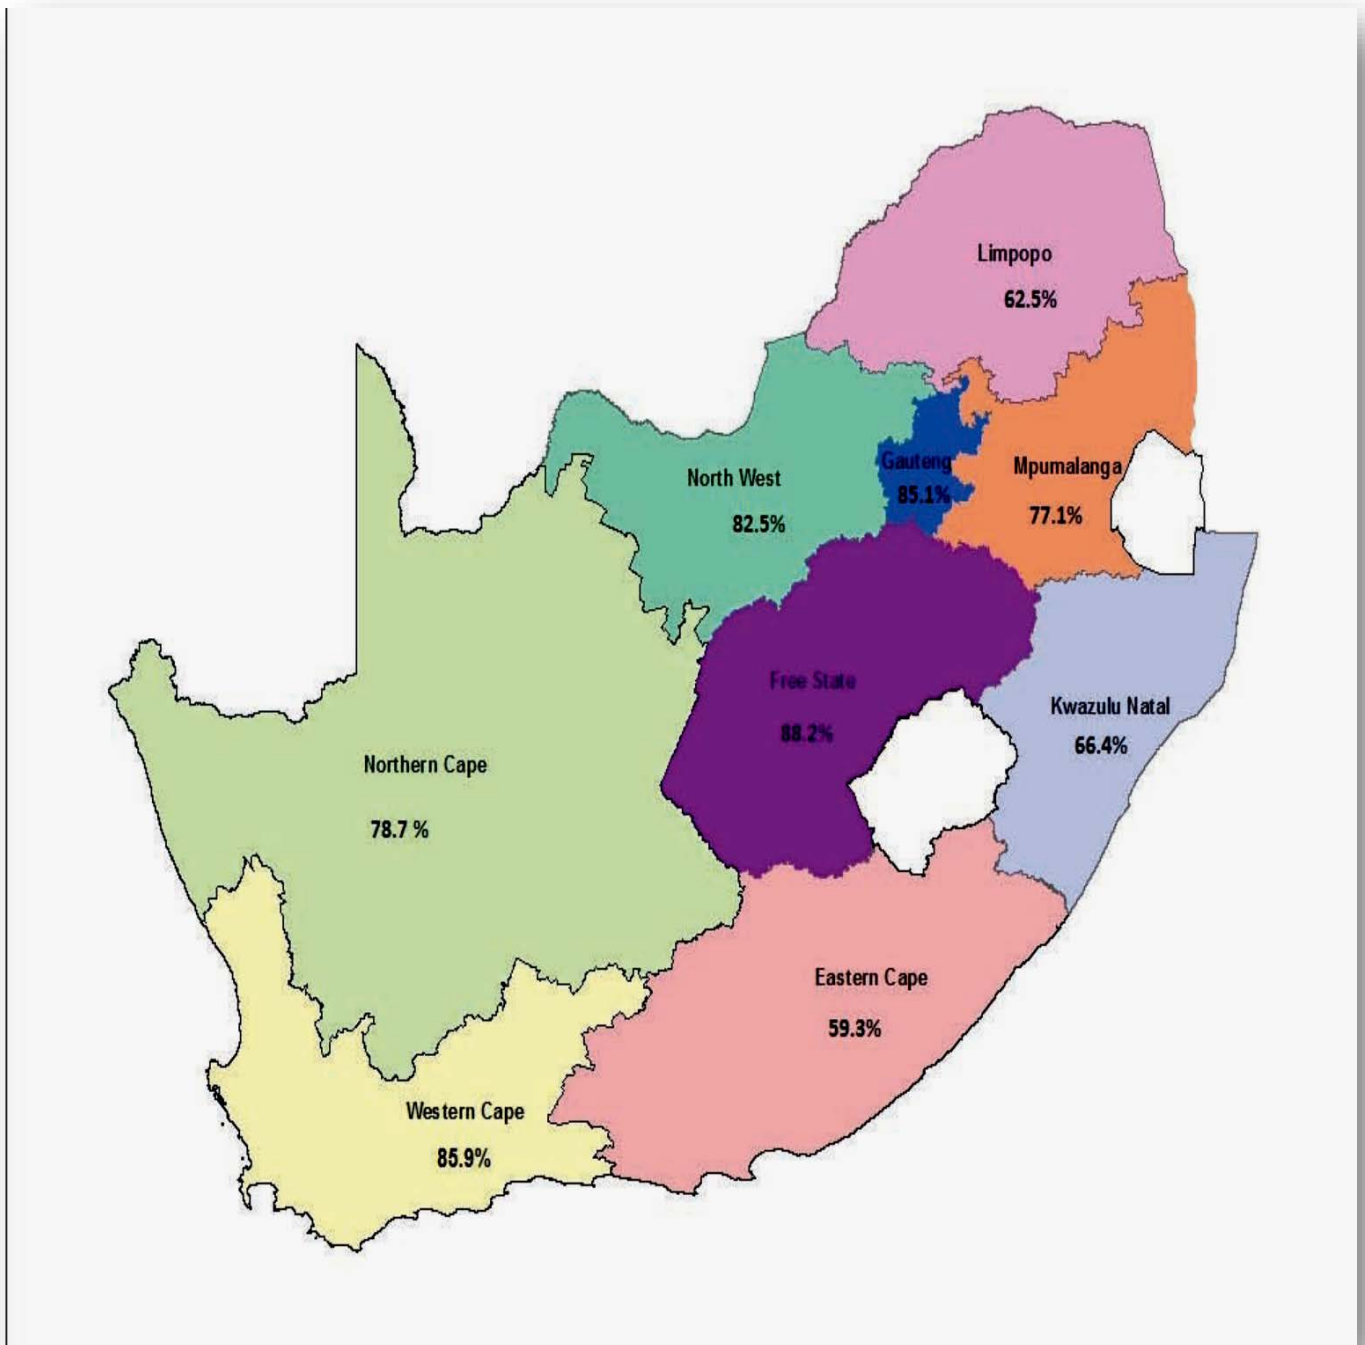 Limpopo
62.5%
North West
82.5%
Gauteng
85.1%
Mpumalanga
77.1%
Free State
88.2%
Kwazulu Natal
66.4%
Northern Cape
78.7 %
Eastern Cape
59.3%
Western Cape
85.9%